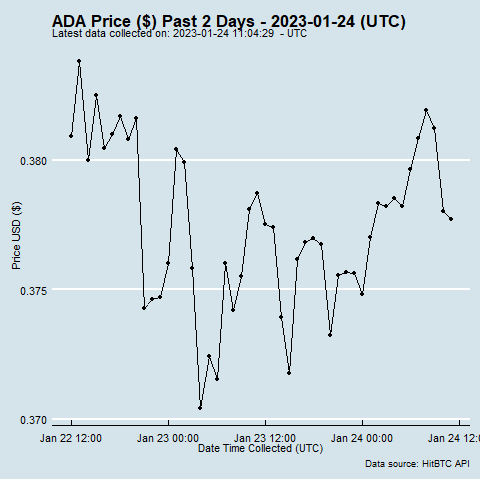 ADA Price ($) Past 2 Days - 2023-01-24 (UTC)
Latest data collected on: 2023-01-24 11:04:29  - UTC
0.380
0.375
0.370
Price USD ($)
Jan 22 12:00 Jan 23 00:00 Jan 23 12:00 Jan 24 00:00 Jan 24 12:
Date Time Collected (UTC)
Data source: HitBTC API